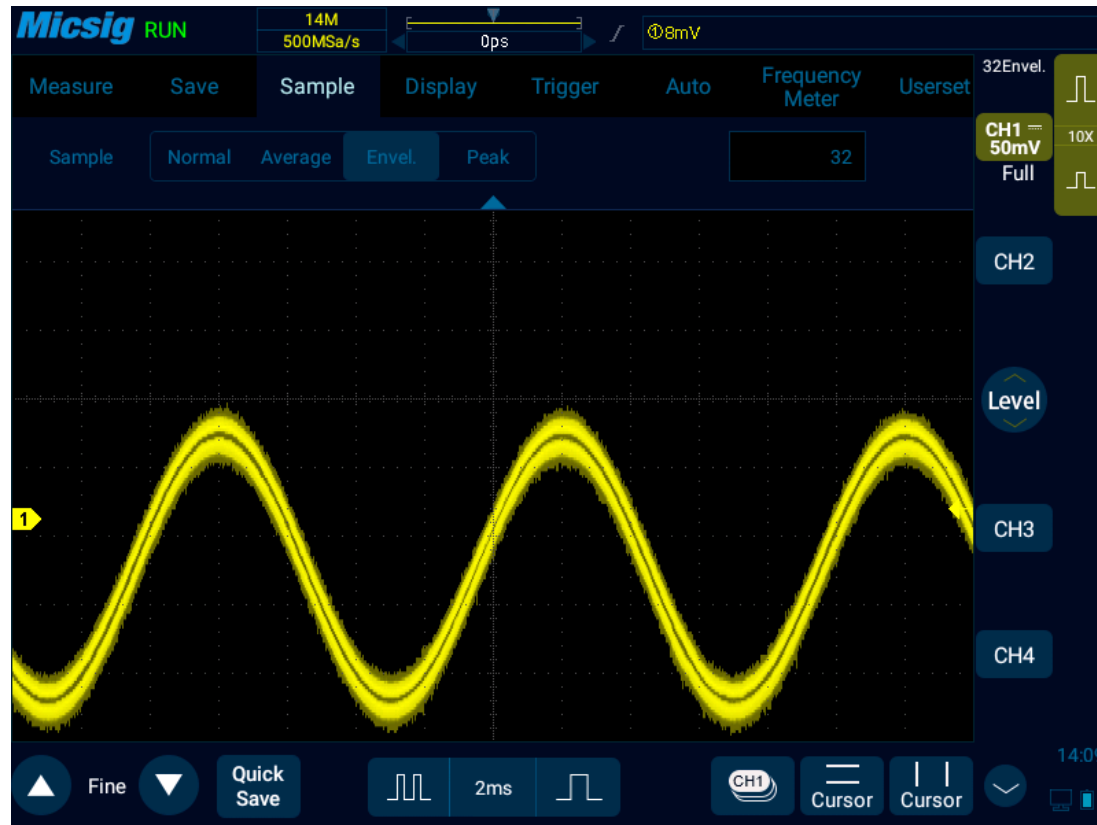 Micsig RUN 14M 500MSa/s 0ps ①8mV
Measure Save Sample Display Trigger Auto Frequency Meter Userset
32Envel.
Sample Normal Average Envel. Peak 32
CH1 50mV 10X
Full
CH2
Level
1
CH3
CH4
Fine Quick Save 2ms CH1 Cursor Cursor